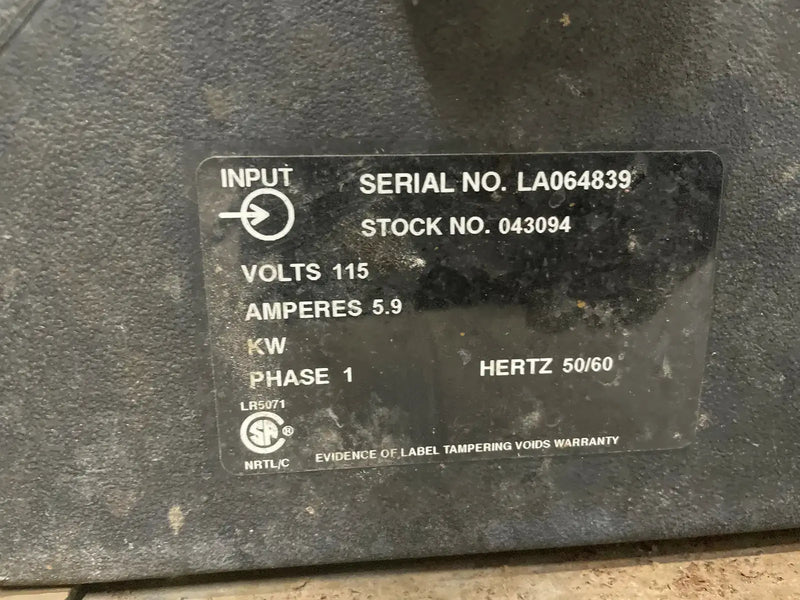 INPUT
SERIAL NO. LA064839
STOCK NO. 043094
VOLTS 115
AMPERES 5.9
KW
PHASE 1
HERTZ 50/60
LR5071
SA ®
NRTL/C
EVIDENCE OF LABEL TAMPERING VOIDS WARRANTY